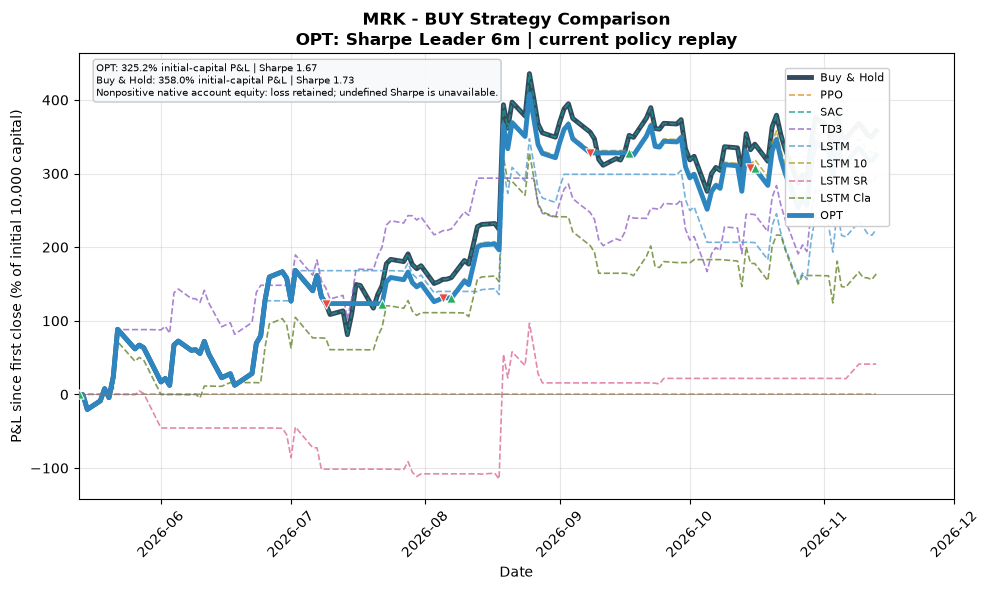 MRK - BUY Strategy Comparison
OPT: Sharpe Leader 6m | current policy replay
OPT: 325.2% initial-capital P&L | Sharpe 1.67
Buy & Hold: 358.0% initial-capital P&L | Sharpe 1.73
Nonpositive native account equity: loss retained; undefined Sharpe is unavailable.
Buy & Hold
PPO
SAC
TD3
LSTM
LSTM 10
LSTM SR
LSTM Cla
OPT
P&L since first close (% of initial 10,000 capital)
400
300
200
100
0
−100
2026-06
2026-07
2026-08
2026-09
2026-10
2026-11
2026-12
Date